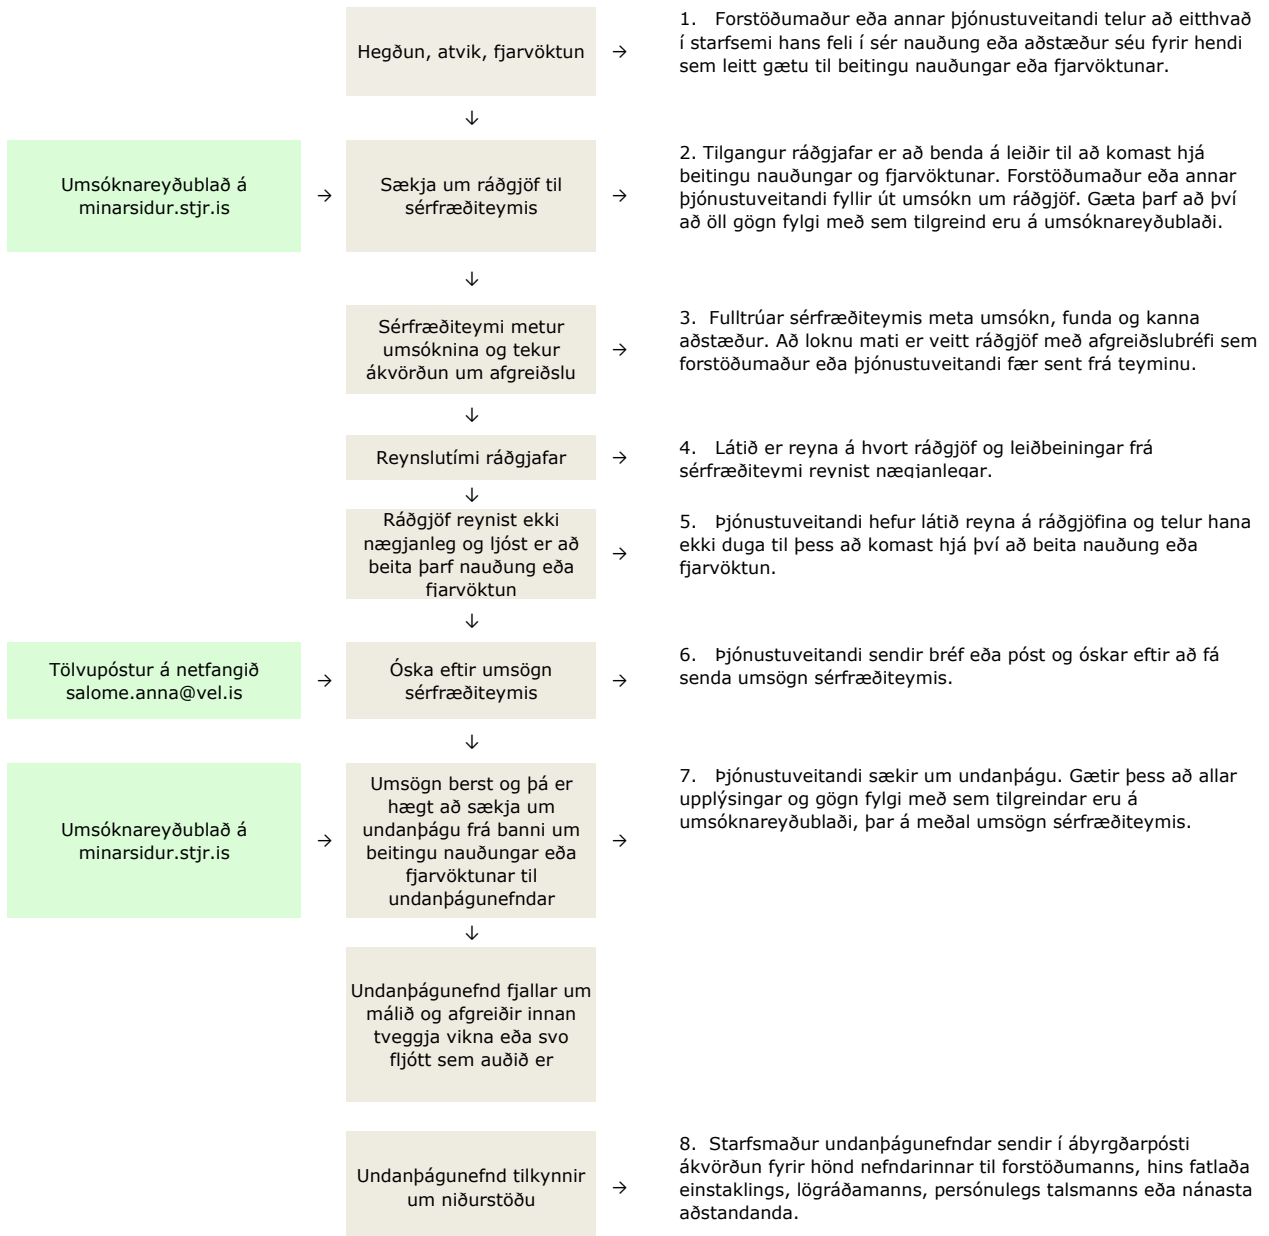 Hegðun, atvik, fjarvöktun
→
1. Forstöðumaður eða annar þjónustuveitandi telur að eitthvað
í starfsemi hans feli í sér nauðung eða aðstæður séu fyrir hendi
sem leitt gætu til beitingu nauðungar eða fjarvöktunar.
↓
Umsóknareyðublað á
minarsidur.stjr.is
→
Sækja um ráðgjöf til
sérfræðiteymis
→
2. Tilgangur ráðgjafar er að benda á leiðir til að komast hjá
beitingu nauðungar og fjarvöktunar. Forstöðumaður eða annar
þjónustuveitandi fyllir út umsókn um ráðgjöf. Gæta þarf að því
að öll gögn fylgi með sem tilgreind eru á umsóknareyðublaði.
↓
Sérfræðiteymi metur
umsóknina og tekur
ákvörðun um afgreiðslu
→
3. Fulltrúar sérfræðiteymis meta umsókn, funda og kanna
aðstæður. Að loknu mati er veitt ráðgjöf með afgreiðslubréfi sem
forstöðumaður eða þjónustuveitandi fær sent frá teyminu.
↓
Reynslutími ráðgjafar
→
4. Látið er reyna á hvort ráðgjöf og leiðbeiningar frá
sérfræðiteymi reynist nægjanlegar.
↓
Ráðgjöf reynist ekki
nægjanleg og ljóst er að
beita þarf nauðung eða
fjarvöktun
→
5. Þjónustuveitandi hefur látið reyna á ráðgjöfina og telur hana
ekki duga til þess að komast hjá því að beita nauðung eða
fjarvöktun.
↓
Tölvupóstur á netfangið
salome.anna@vel.is
→
Óska eftir umsögn
sérfræðiteymis
→
6. Þjónustuveitandi sendir bréf eða póst og óskar eftir að fá
senda umsögn sérfræðiteymis.
↓
Umsóknareyðublað á
minarsidur.stjr.is
→
Umsögn berst og þá er
hægt að sækja um
undanþágu frá banni um
beitingu nauðungar eða
fjarvöktunar til
undanþágunefndar
→
7. Þjónustuveitandi sækir um undanþágu. Gætir þess að allar
upplýsingar og gögn fylgi með sem tilgreindar eru á
umsóknareyðublaði, þar á meðal umsögn sérfræðiteymis.
↓
Undanþágunefnd fjallar um
málið og afgreiðir innan
tveggja vikna eða svo
fljótt sem auðið er
Undanþágunefnd tilkynnir
um niðurstöðu
→
8. Starfsmaður undanþágunefndar sendir í ábyrgðarpósti
ákvörðun fyrir hönd nefndarinnar til forstöðumanns, hins fatlaða
einstaklings, lögráðamanns, persónulegs talsmanns eða nánasta
aðstandanda.